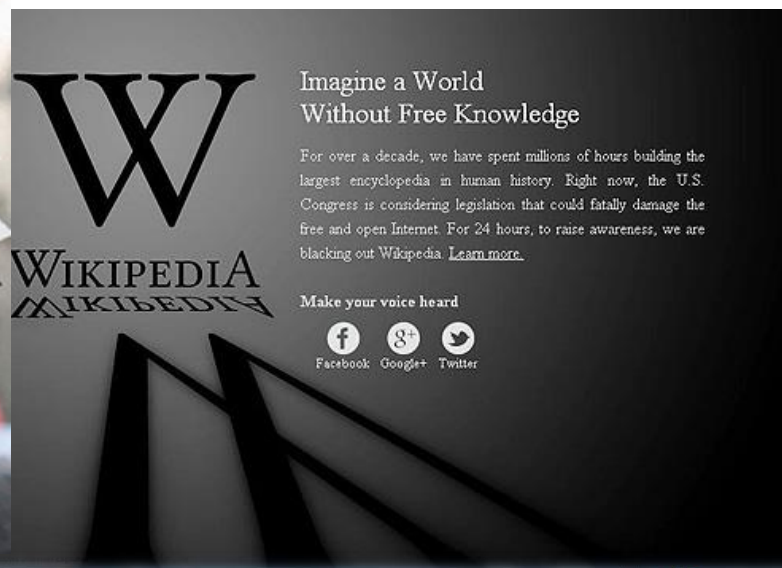 W
WIKIPEDIA
WIKIPEDIA
Imagine a World
Without Free Knowledge
For over a decade, we have spent millions of hours building the
largest encyclopedia in human history. Right now, the U.S.
Congress is considering legislation that could fatally damage the
free and open Internet. For 24 hours, to raise awareness, we are
blacking out Wikipedia. Learn more.
Make your voice heard
Facebook Google+ Twitter